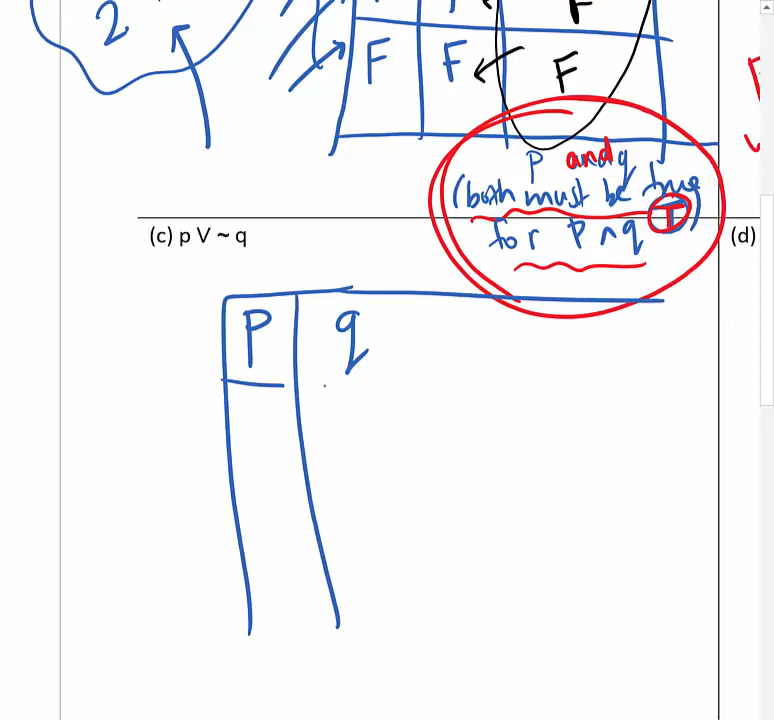 2
F
F F F
p and q
(both must be true T)
for P ∧ q
(c) p V ~ q
(d)
P q